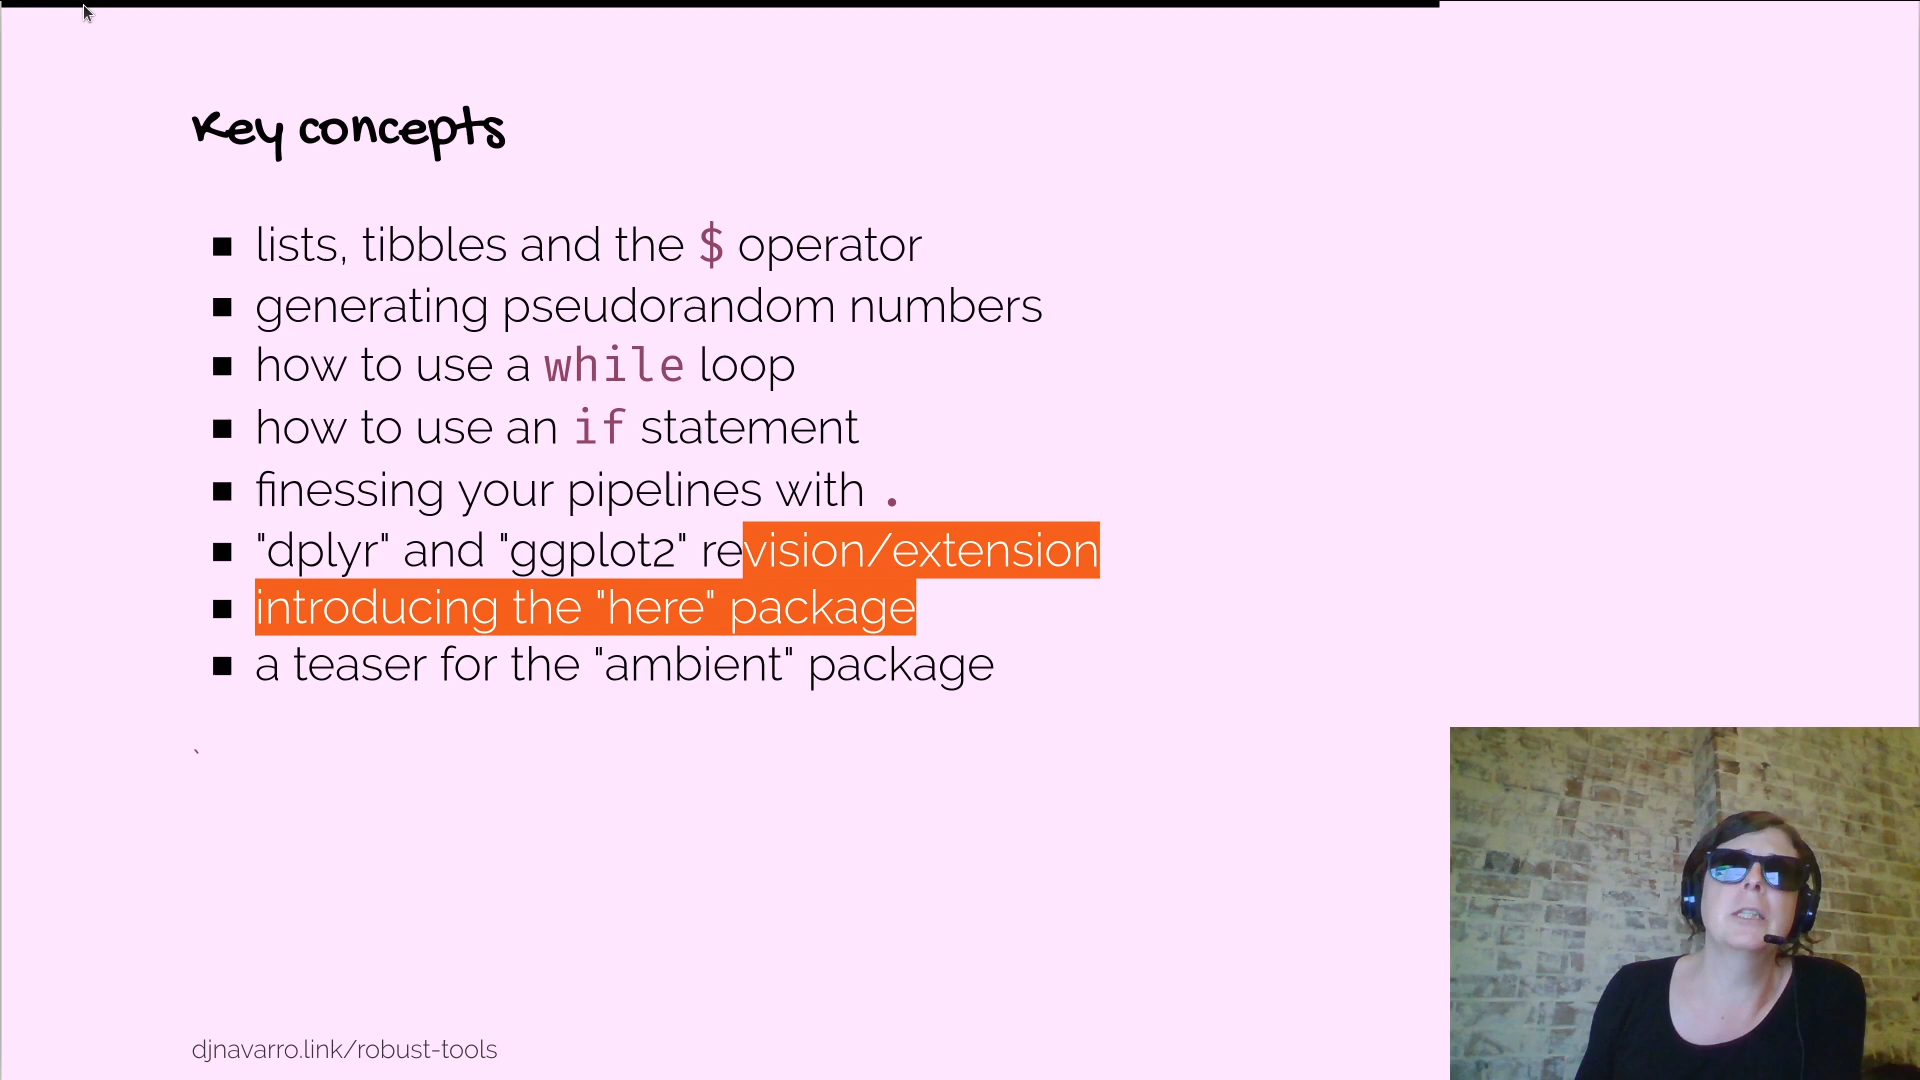 Key concepts
lists, tibbles and the $ operator
generating pseudorandom numbers
how to use a while loop
how to use an if statement
finessing your pipelines with .
"dplyr" and "ggplot2" revision/extension
introducing the "here" package
a teaser for the "ambient" package
`
djnavarro.link/robust-tools